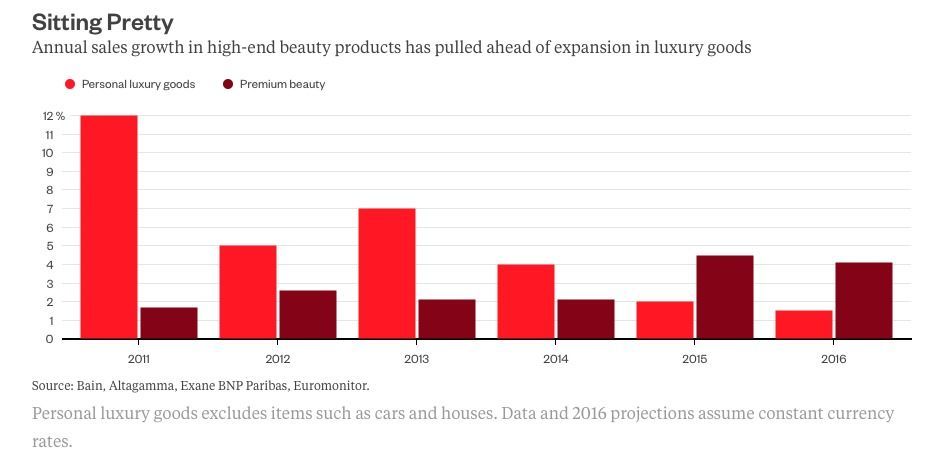 Sitting Pretty
Annual sales growth in high-end beauty products has pulled ahead of expansion in luxury goods
Personal luxury goods Premium beauty
12 %
11
10
9
8
7
6
5
4
3
2
1
0
2011 2012 2013 2014 2015 2016
Source: Bain, Altagamma, Exane BNP Paribas, Euromonitor.
Personal luxury goods excludes items such as cars and houses. Data and 2016 projections assume constant currency
rates.